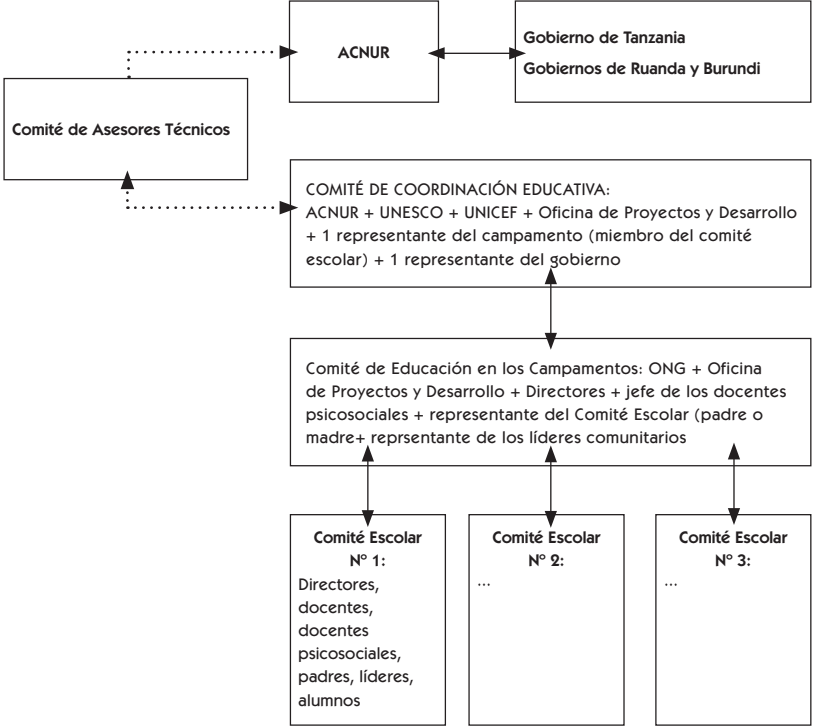 ACNUR
Gobierno de Tanzania
Gobiernos de Ruanda y Burundi
Comité de Asesores Técnicos
COMITÉ DE COORDINACIÓN EDUCATIVA:
ACNUR + UNESCO + UNICEF + Oficina de Proyectos y Desarrollo
+ 1 representante del campamento (miembro del comité
escolar) + 1 representante del gobierno
Comité de Educación en los Campamentos: ONG + Oficina
de Proyectos y Desarrollo + Directores + jefe de los docentes
psicosociales + representante del Comité Escolar (padre o
madre+ reprsentante de los líderes comunitarios
Comité Escolar
Nº 1:
Directores,
docentes,
docentes
psicosociales,
padres, líderes,
alumnos
Comité Escolar
Nº 2:
...
Comité Escolar
Nº 3:
...